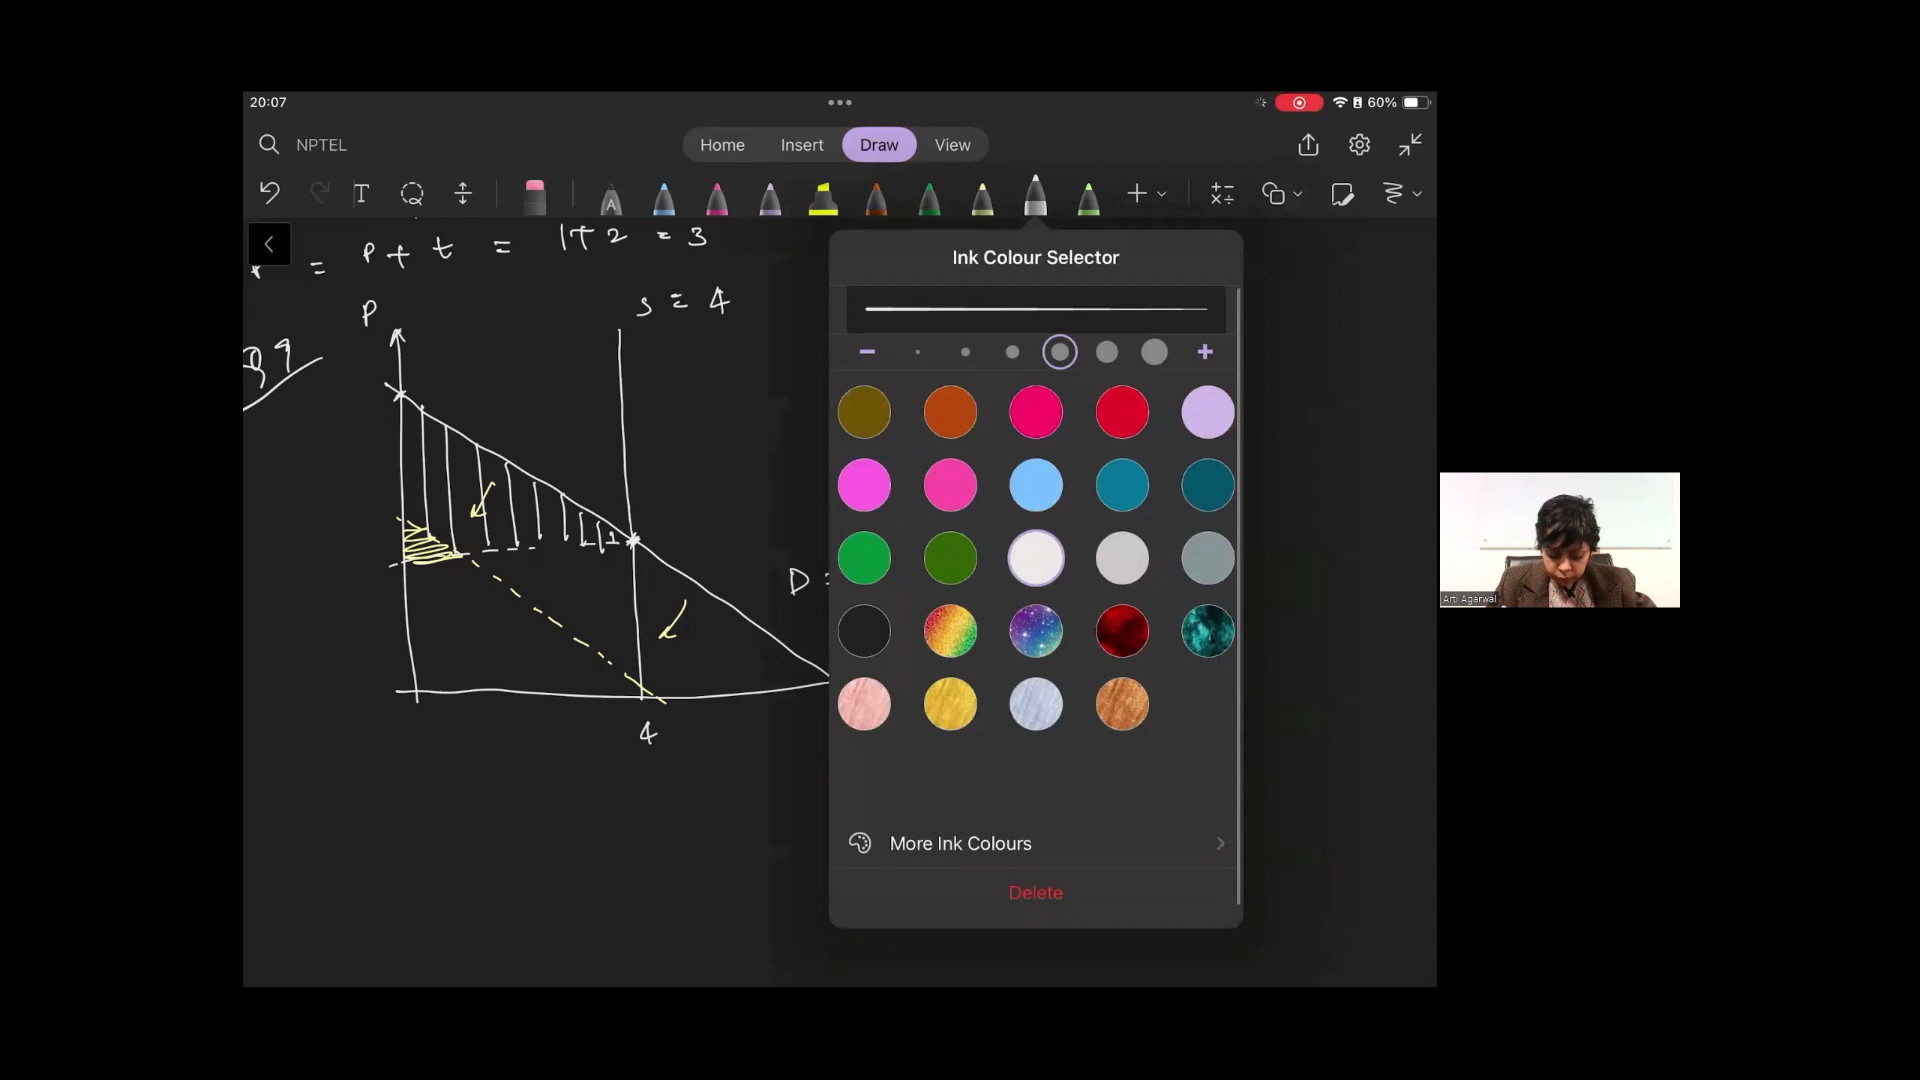 20:07
60%
NPTEL
Home Insert Draw View
T
A
P + t = 1+2 = 3
=
P
S = 4
Q9
D =
4
Ink Colour Selector
More Ink Colours
Delete
Arti Agarwal